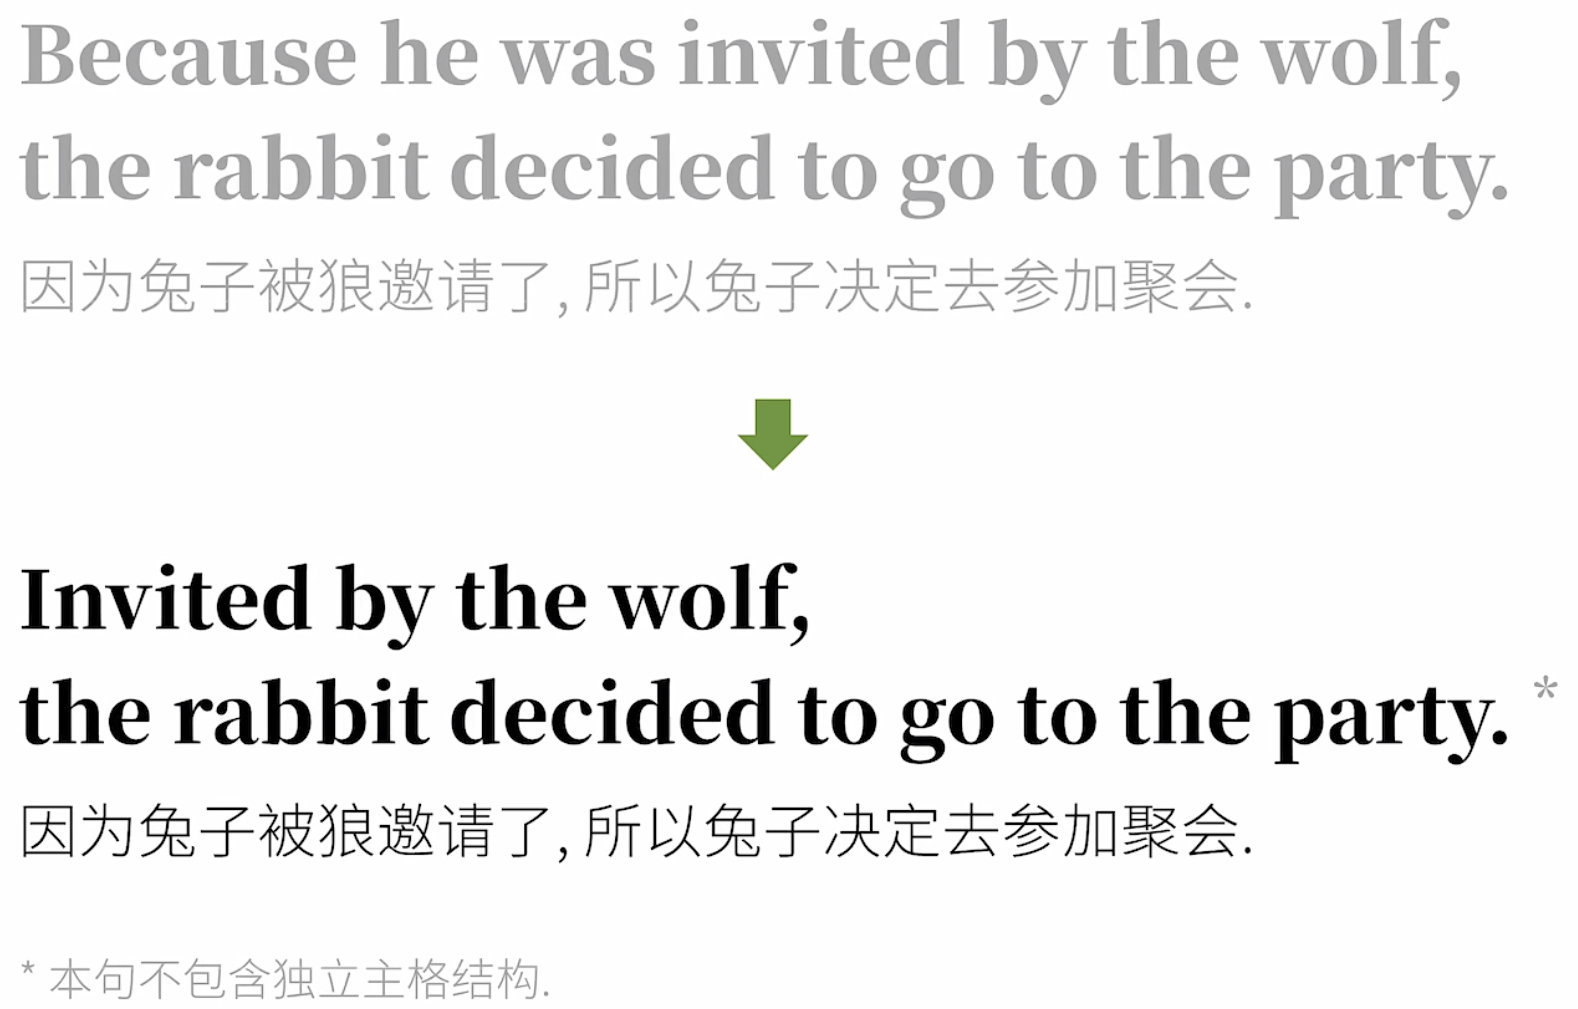 Because he was invited by the wolf,
the rabbit decided to go to the party.
因为兔子被狼邀请了, 所以兔子决定去参加聚会.
Invited by the wolf,
the rabbit decided to go to the party. *
因为兔子被狼邀请了, 所以兔子决定去参加聚会.
* 本句不包含独立主格结构.